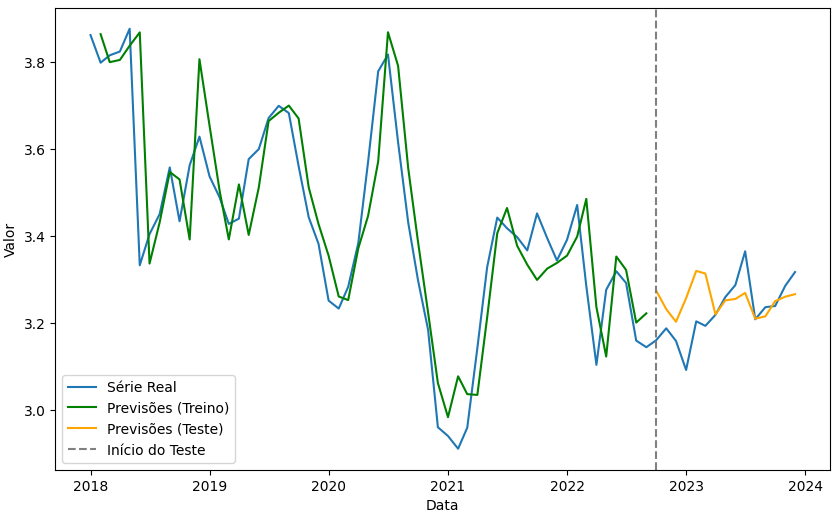 3.8
3.6
3.4
3.2
3.0
Valor
Série Real
Previsões (Treino)
Previsões (Teste)
Início do Teste
2018 2019 2020 2021 2022 2023 2024
Data